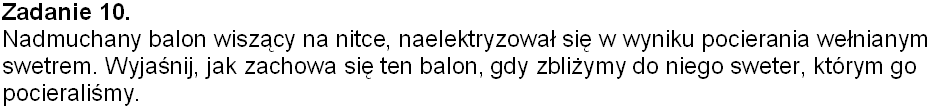 Zadanie 10.
Nadmuchany balon wiszący na nitce, naelektryzował się w wyniku pocierania wełnianym
swetrem. Wyjaśnij, jak zachowa się ten balon, gdy zbliżymy do niego sweter, którym go
pocieraliśmy.